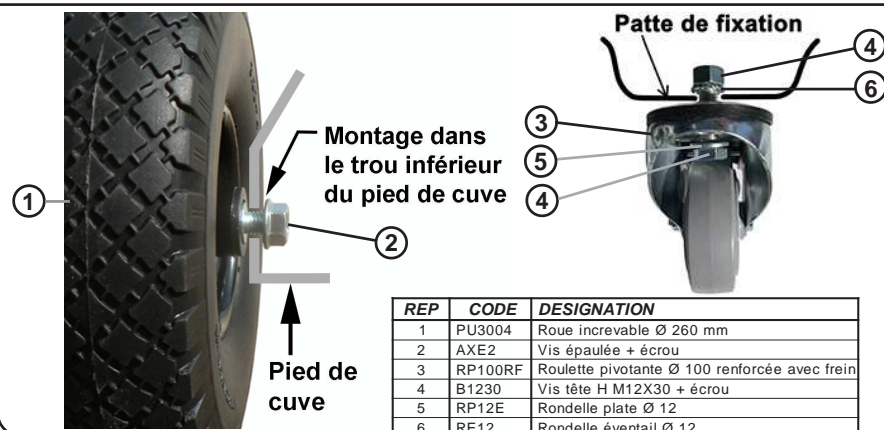 Patte de fixation
4
6
3
5
4
Montage dans
le trou inférieur
du pied de cuve
1
2
Pied de
cuve
REP CODE DESIGNATION
1 PU3004 Roue increvable Ø 260 mm
2 AXE2 Vis épaulée + écrou
3 RP100RF Roulette pivotante Ø 100 renforcée avec frein
4 B1230 Vis tête H M12X30 + écrou
5 RP12E Rondelle plate Ø 12
6 RE12 Rondelle éventail Ø 12